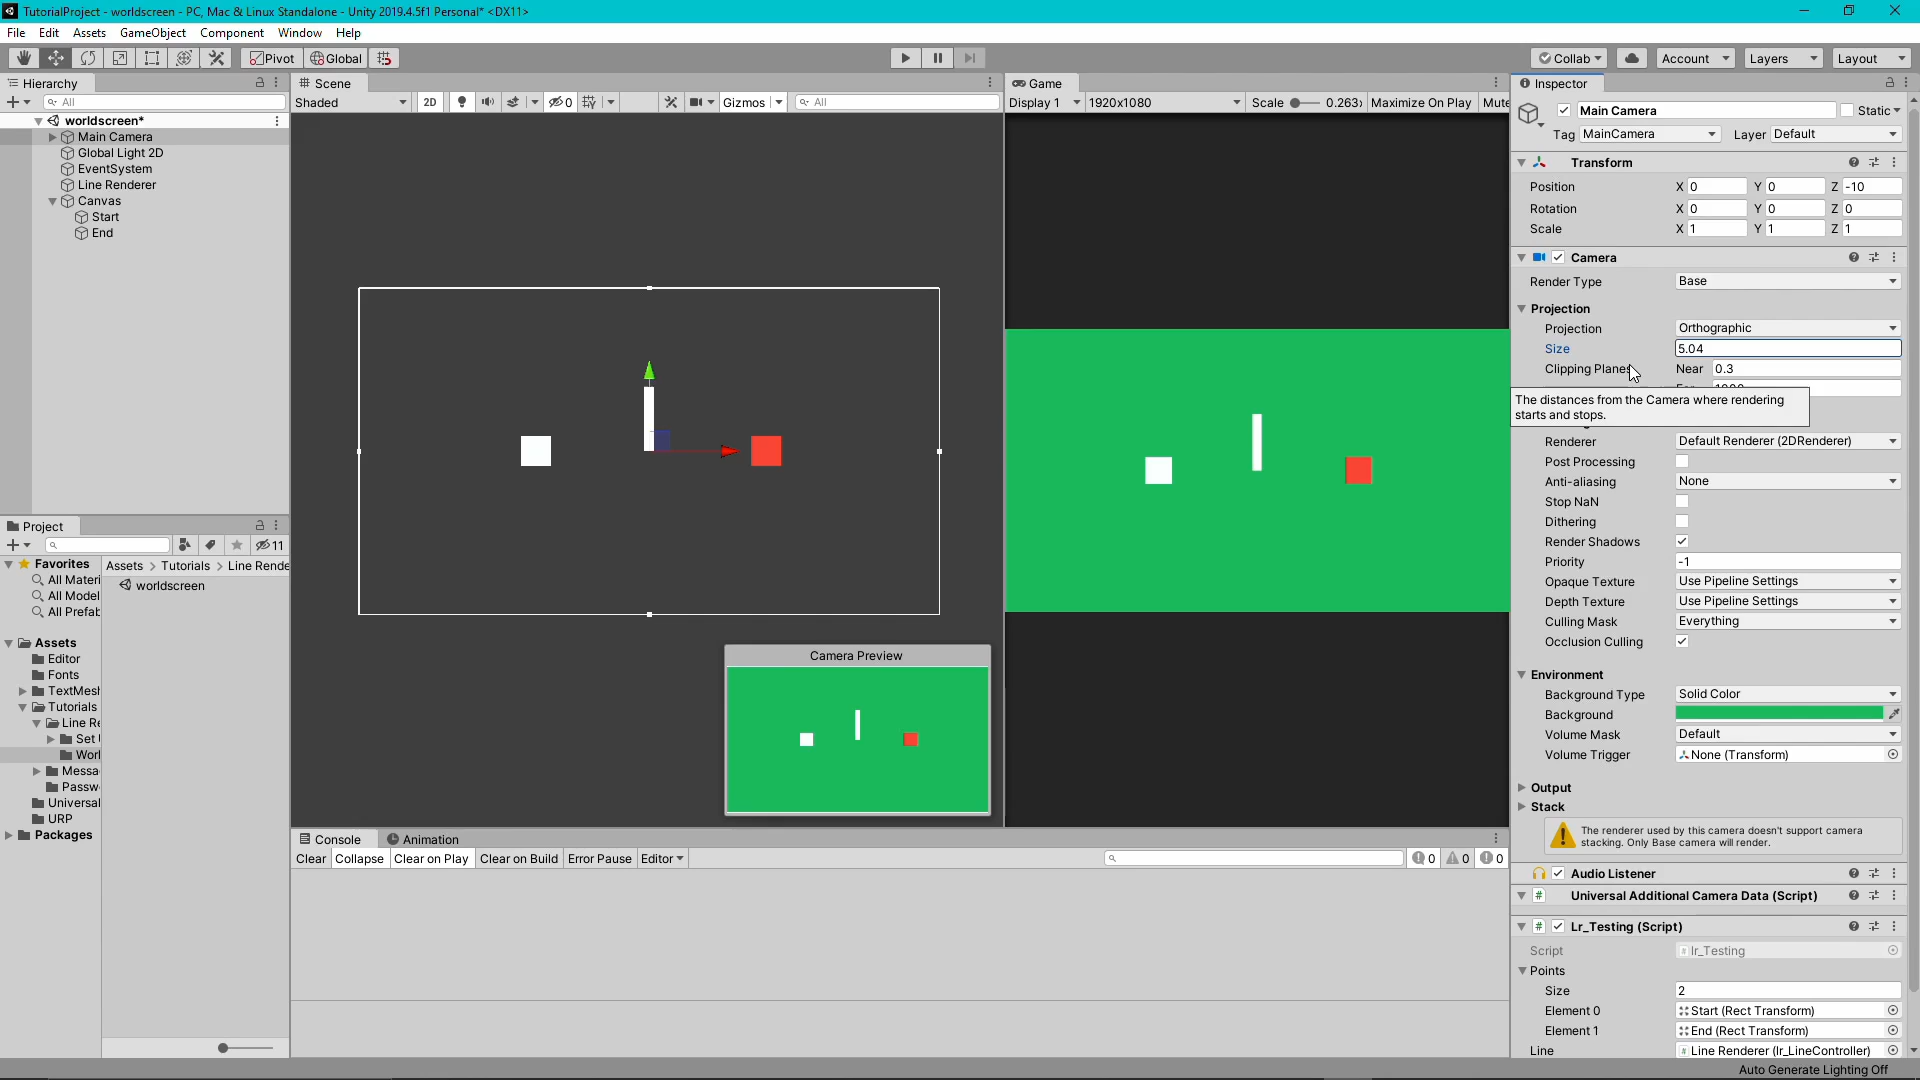 TutorialProject - worldscreen - PC, Mac & Linux Standalone - Unity 2019.4.5f1 Personal* <DX11>
File Edit Assets GameObject Component Window Help
Pivot Global Collab Account Layers Layout
Hierarchy
All
worldscreen*
Main Camera
Global Light 2D
EventSystem
Line Renderer
Canvas
Start
End
Scene
Shaded 2D 0 Gizmos All
Game
Display 1 1920x1080 Scale 0.263x Maximize On Play Mute
Camera Preview
Project
11
Favorites
All Materi
All Model
All Prefab
Assets
Editor
Fonts
TextMesh
Tutorials
Line Re
Set
Worl
Messa
Passw
Universal
URP
Packages
Assets > Tutorials > Line Rende
worldscreen
Console Animation
Clear Collapse Clear on Play Clear on Build Error Pause Editor 0 0 0
Inspector
Main Camera Static
Tag MainCamera Layer Default
Transform
Position X 0 Y 0 Z -10
Rotation X 0 Y 0 Z 0
Scale X 1 Y 1 Z 1
Camera
Render Type Base
Projection
Projection Orthographic
Size 5.04
Clipping Planes Near 0.3
The distances from the Camera where rendering
starts and stops.
Renderer Default Renderer (2DRenderer)
Post Processing
Anti-aliasing None
Stop NaN
Dithering
Render Shadows
Priority -1
Opaque Texture Use Pipeline Settings
Depth Texture Use Pipeline Settings
Culling Mask Everything
Occlusion Culling
Environment
Background Type Solid Color
Background
Volume Mask Default
Volume Trigger None (Transform)
Output
Stack
The renderer used by this camera doesn't support camera
stacking. Only Base camera will render.
Audio Listener
Universal Additional Camera Data (Script)
Lr_Testing (Script)
Script lr_Testing
Points
Size 2
Element 0 Start (Rect Transform)
Element 1 End (Rect Transform)
Line Line Renderer (lr_LineController)
Auto Generate Lighting Off